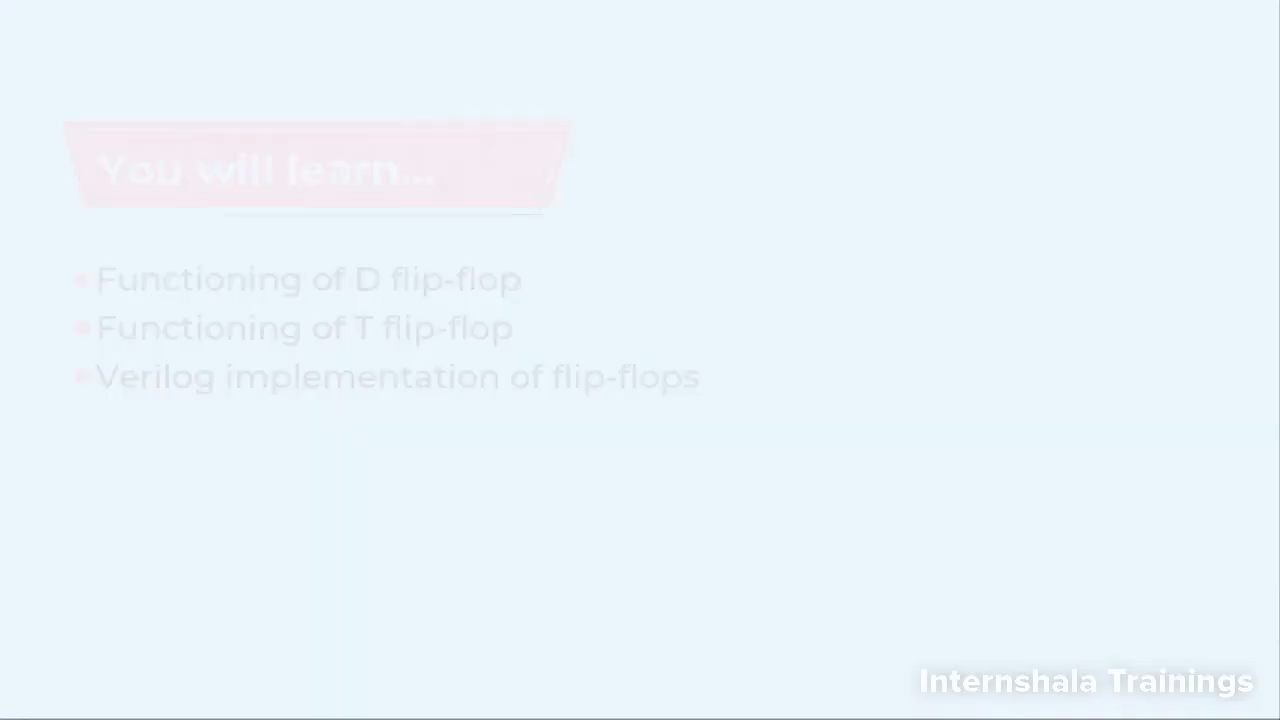 You will learn...
Functioning of D flip-flop
Functioning of T flip-flop
Verilog implementation of flip-flops
Internshala Trainings